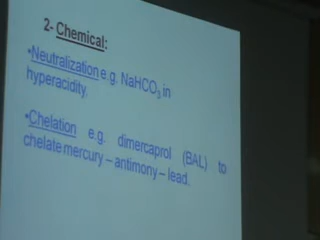 2- Chemical:
•Neutralization e.g. NaHCO3 in
hyperacidity.
•Chelation e.g. dimercaprol (BAL) to
chelate mercury – antimony – lead.